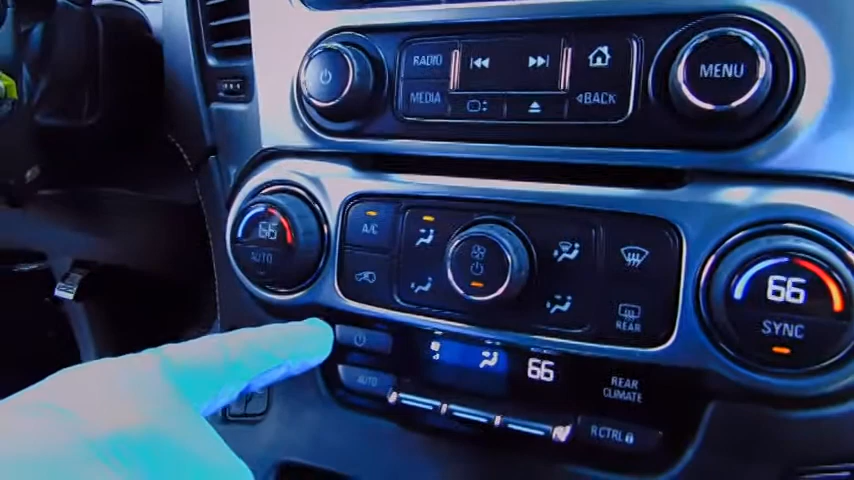 RADIO
MEDIA
BACK
MENU
66
AUTO
A/C
REAR
66
SYNC
AUTO
66
REAR
CLIMATE
RCTRL